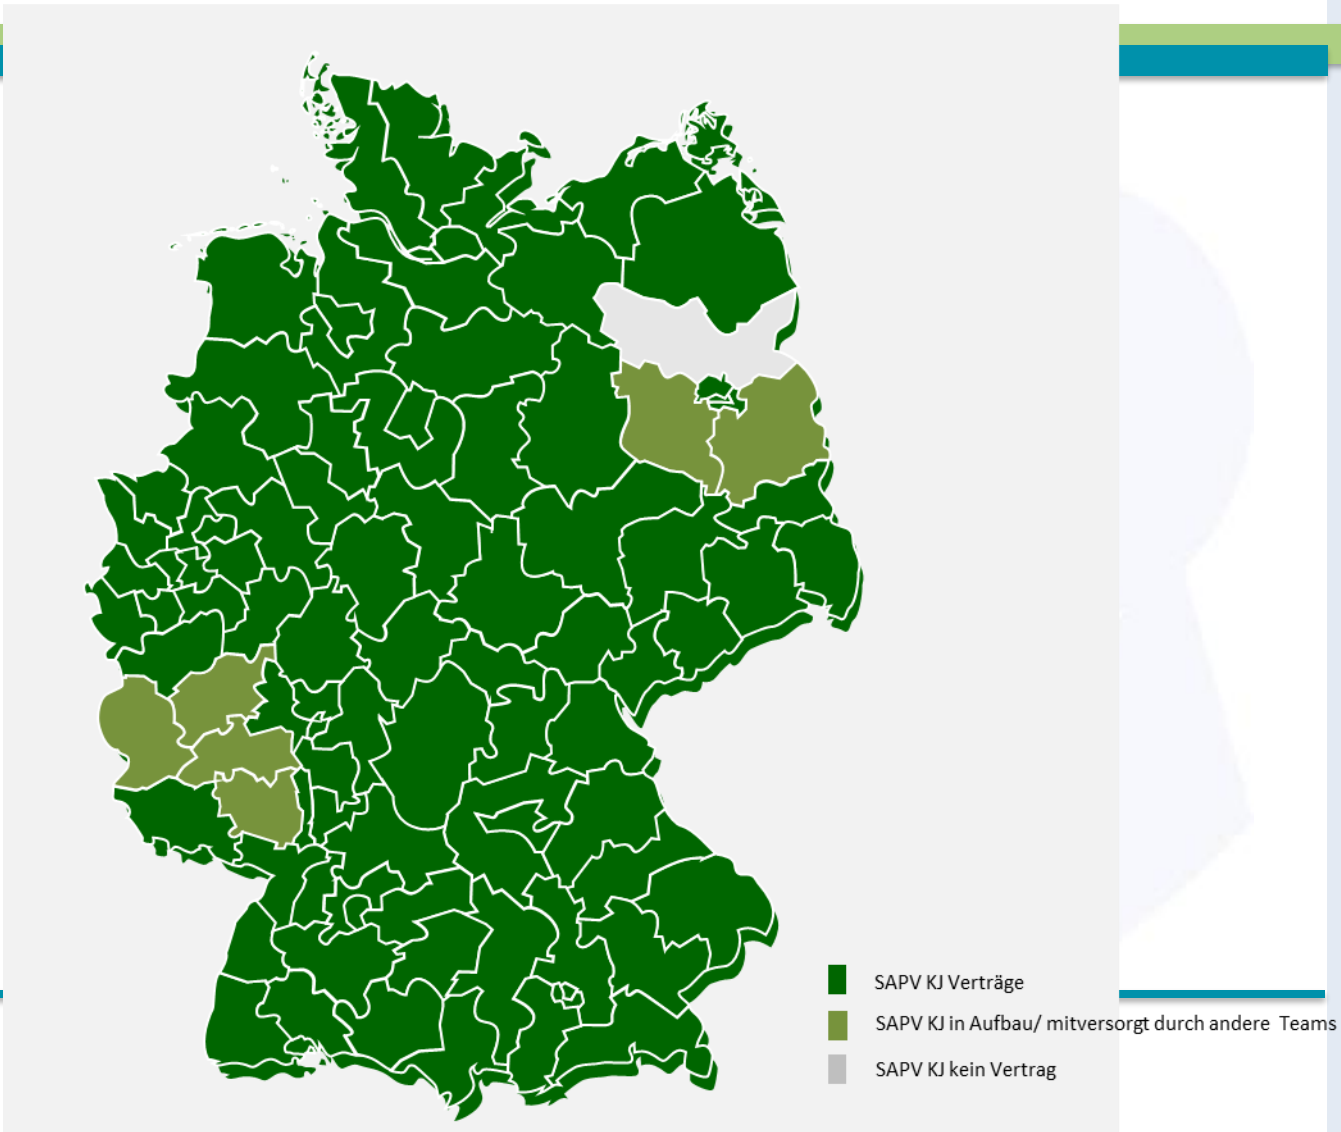 SAPV KJ Verträge
SAPV KJ in Aufbau/ mitversorgt durch andere  Teams
SAPV KJ kein Vertrag